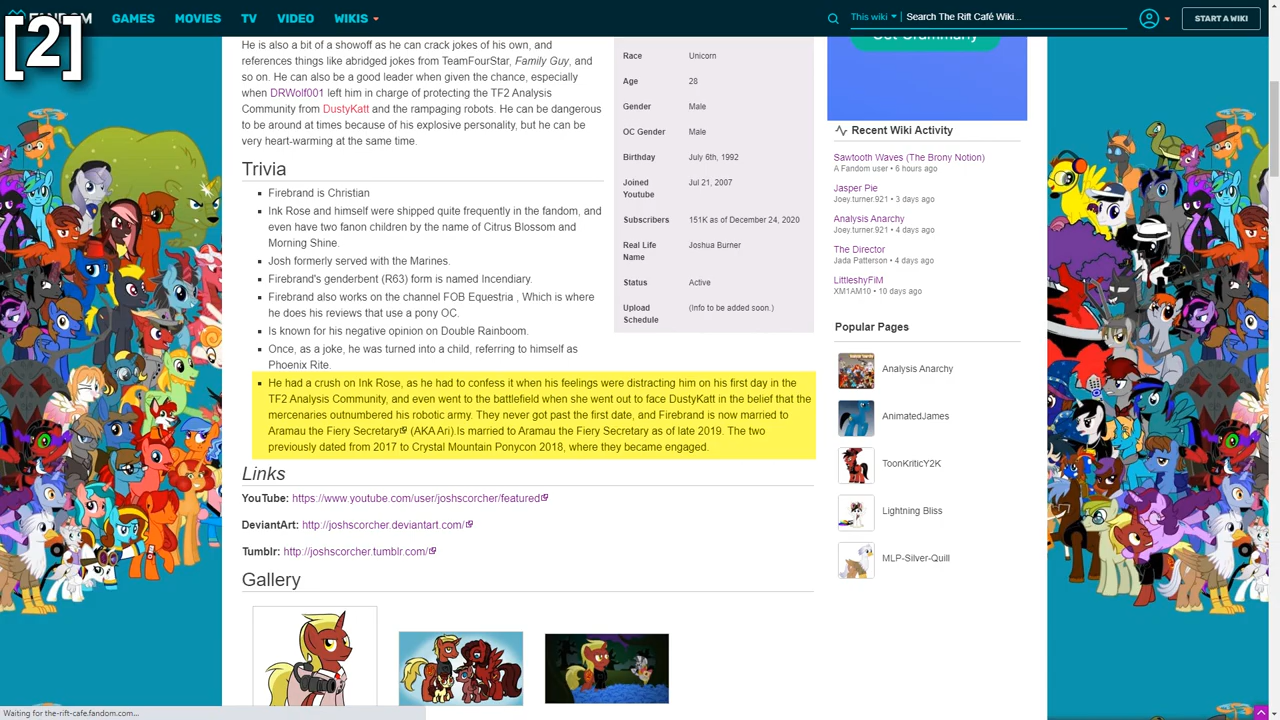 [2]
FANDOM GAMES MOVIES TV VIDEO WIKIS This wiki Search The Rift Café Wiki... START A WIKI
He is also a bit of a showoff as he can crack jokes of his own, and
references things like abridged jokes from TeamFourStar, Family Guy, and
so on. He can also be a good leader when given the chance, especially
when DRWolf001 left him in charge of protecting the TF2 Analysis
Community from DustyKatt and the rampaging robots. He can be dangerous
to be around at times because of his explosive personality, but he can be
very heart-warming at the same time.
Trivia
Firebrand is Christian
Ink Rose and himself were shipped quite frequently in the fandom, and
even have two fanon children by the name of Citrus Blossom and
Morning Shine.
Josh formerly served with the Marines.
Firebrand's genderbent (R63) form is named Incendiary.
Firebrand also works on the channel FOB Equestria , Which is where
he does his reviews that use a pony OC.
Is known for his negative opinion on Double Rainboom.
Once, as a joke, he was turned into a child, referring to himself as
Phoenix Rite.
He had a crush on Ink Rose, as he had to confess it when his feelings were distracting him on his first day in the
TF2 Analysis Community, and even went to the battlefield when she went out to face DustyKatt in the belief that the
mercenaries outnumbered his robotic army. They never got past the first date, and Firebrand is now married to
Aramau the Fiery Secretary (AKA Ari).Is married to Aramau the Fiery Secretary as of late 2019. The two
previously dated from 2017 to Crystal Mountain Ponycon 2018, where they became engaged.
Links
YouTube: https://www.youtube.com/user/joshscorcher/featured
DeviantArt: http://joshscorcher.deviantart.com/
Tumblr: http://joshscorcher.tumblr.com/
Gallery
Race Unicorn
Age 28
Gender Male
OC Gender Male
Birthday July 6th, 1992
Joined Jul 21, 2007
Youtube
Subscribers 151K as of December 24, 2020
Real Life Joshua Burner
Name
Status Active
Upload (Info to be added soon.)
Schedule
Get Grammarly
Recent Wiki Activity
Sawtooth Waves (The Brony Notion)
A Fandom user • 6 hours ago
Jasper Pie
Joey.turner.921 • 3 days ago
Analysis Anarchy
Joey.turner.921 • 4 days ago
The Director
Jada Patterson • 4 days ago
LittleshyFiM
XM1AM10 • 10 days ago
Popular Pages
Analysis Anarchy
AnimatedJames
ToonKriticY2K
Lightning Bliss
MLP-Silver-Quill
Waiting for the-rift-cafe.fandom.com...